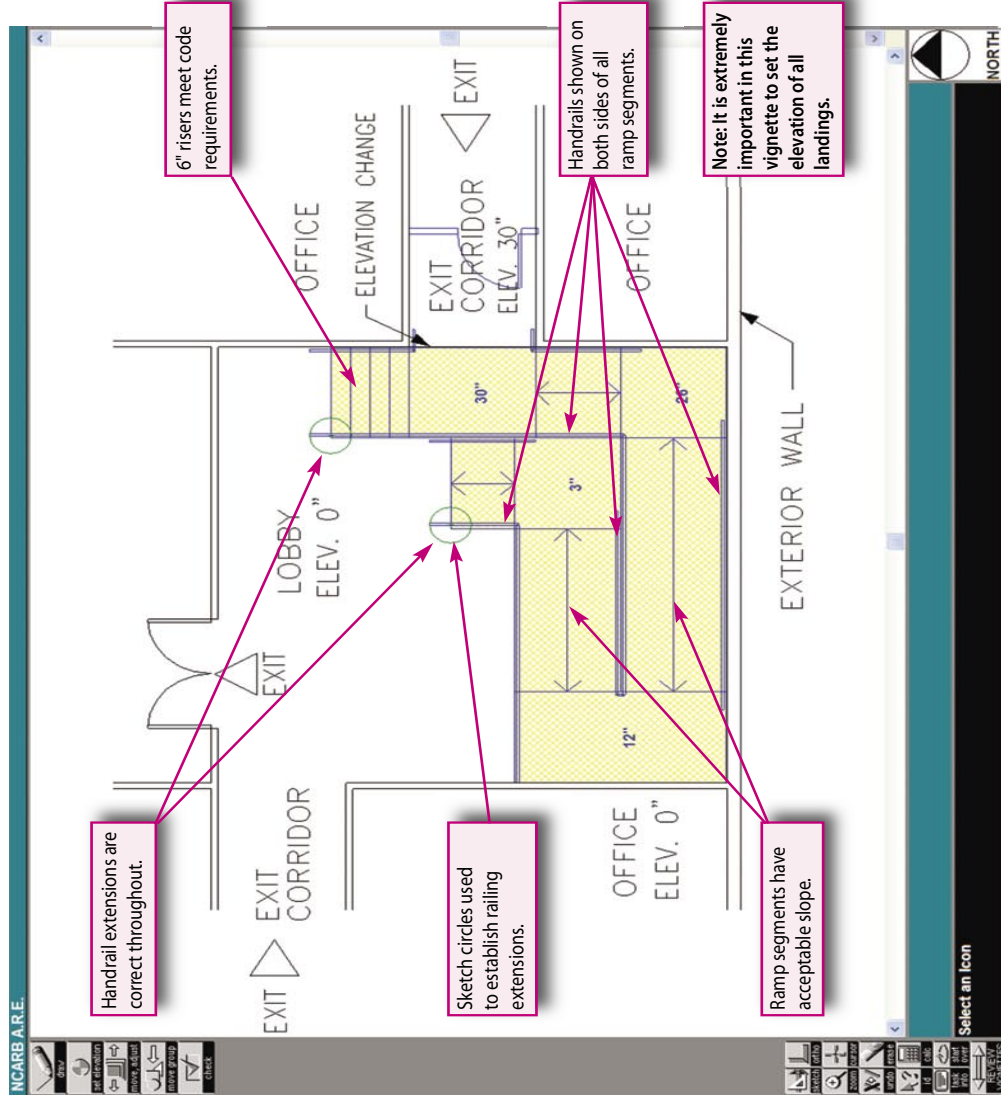 NCARB A.R.E.
draw
set elevation
move, adjust
move group
check
sketch
ortho
zoom
cursor
undo
erase
id
calc
task
info
start
over
Handrail extensions are
correct throughout.
6" risers meet code
requirements.
EXIT
EXIT
CORRIDOR
EXIT
LOBBY
ELEV. 0"
OFFICE
ELEVATION CHANGE
EXIT
CORRIDOR
ELEV. 30"
EXIT
Sketch circles used
to establish railing
extensions.
Handrails shown on
both sides of all
ramp segments.
30"
3"
26"
12"
OFFICE
OFFICE
ELEV. 0"
Ramp segments have
acceptable slope.
Note: It is extremely
important in this
vignette to set the
elevation of all
landings.
EXTERIOR WALL
Select an Icon
NORTH